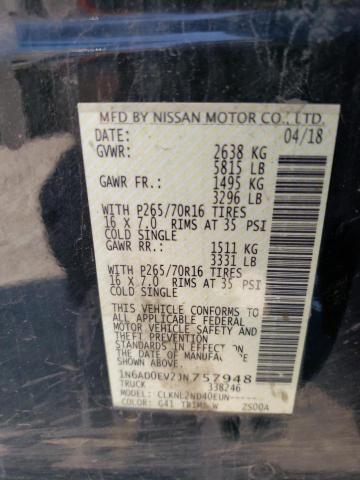 MFD BY NISSAN MOTOR CO., LTD.
DATE: 04/18
GVWR: 2638 KG
5815 LB
GAWR FR.: 1495 KG
3296 LB
WITH P265/70R16 TIRES
16 X 7.0 RIMS AT 35 PSI
COLD SINGLE
GAWR RR.: 1511 KG
3331 LB
WITH P265/70R16 TIRES
16 X 7.0 RIMS AT 35 PSI
COLD SINGLE
THIS VEHICLE CONFORMS TO
ALL APPLICABLE FEDERAL
MOTOR VEHICLE SAFETY AND
THEFT PREVENTION
STANDARDS IN EFFECT ON THE
DATE OF MANUFACTURE SHOWN
ABOVE.
1N6AD0EV2JN757948
TRUCK 338246
MODEL: CLKNL2ND40EUN-----
COLOR: G41 TRIM: W 2500A